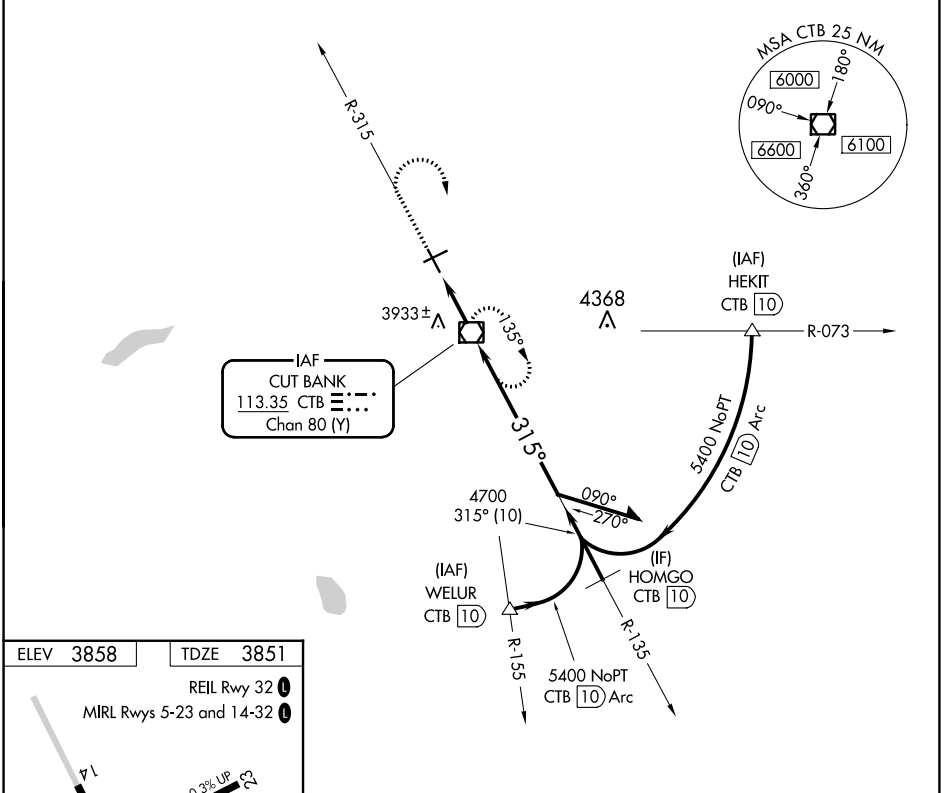 MSA CTB 25 NM
6000
180°
090°
6600
6100
360°
R-315
(IAF)
HEKIT
CTB 10
4368
R-073
3933±
135°
IAF
CUT BANK
113.35 CTB
Chan 80 (Y)
315°
5400 NoPT
CTB 10 Arc
4700
315° (10)
090°
270°
(IF)
HOMGO
CTB 10
(IAF)
WELUR
CTB 10
R-155
R-135
5400 NoPT
CTB 10 Arc
ELEV 3858
TDZE 3851
REIL Rwy 32 L
MIRL Rwys 5-23 and 14-32 L
14
0.3% UP
23